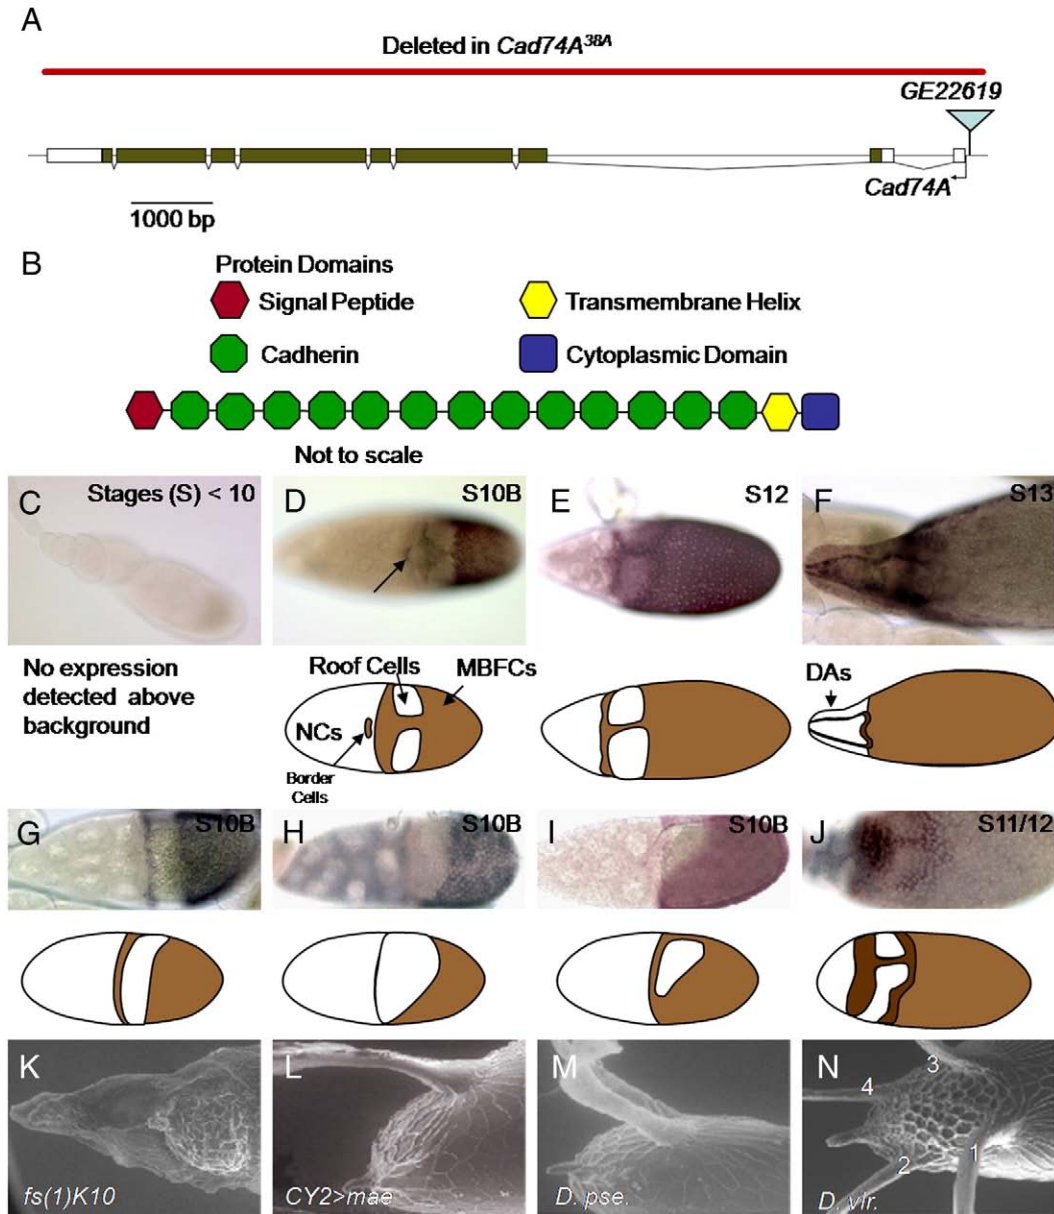 A
Deleted in Cad74A38A
GE22619
Cad74A
1000 bp
B
Protein Domains
Signal Peptide
Transmembrane Helix
Cadherin
Cytoplasmic Domain
Not to scale
C
Stages (S) < 10
D
S10B
E
S12
F
S13
No expression
detected above
background
Roof Cells
MBFCs
NCs
Border
Cells
DAs
G
S10B
H
S10B
I
S10B
J
S11/12
K
fs(1)K10
L
CY2>mae
M
D. pse.
N
3
4
1
2
D. vir.